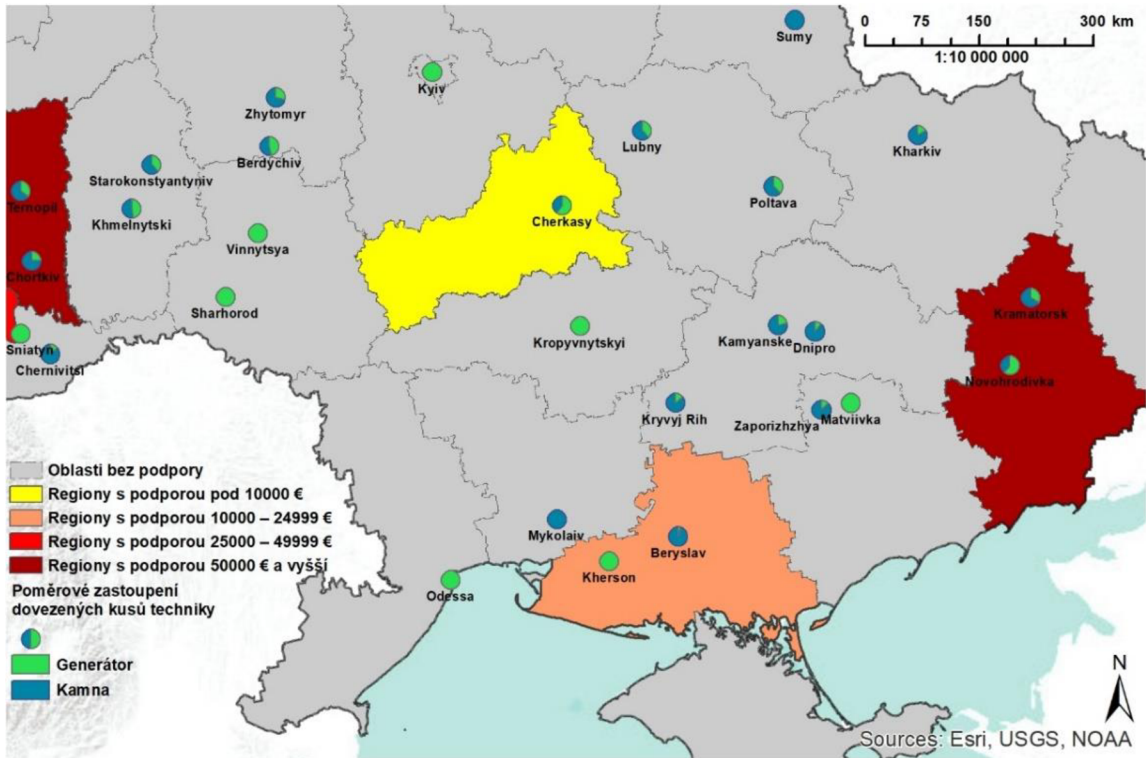 0 75 150 300 km
1:10 000 000
Sumy
Kyiv
Zhytomyr
Lubny
Kharkiv
Berdychiv
Starokonstyantyniv
Ternopil
Khmelnytski
Cherkasy
Poltava
Vinnytsya
Chortkiv
Sharhorod
Kramatorsk
Sniatyn
Chernivitsi
Kropyvnytskyi
Kamyanske
Dnipro
Novohrodivka
Kryvyj Rih
Zaporizhzhya
Matviivka
Mykolaiv
Beryslav
Kherson
Odessa
Oblasti bez podpory
Regiony s podporou pod 10000 €
Regiony s podporou 10000 – 24999 €
Regiony s podporou 25000 – 49999 €
Regiony s podporou 50000 € a vyšší
Poměrové zastoupení
dovezených kusů techniky
Generátor
Kamna
N
Sources: Esri, USGS, NOAA